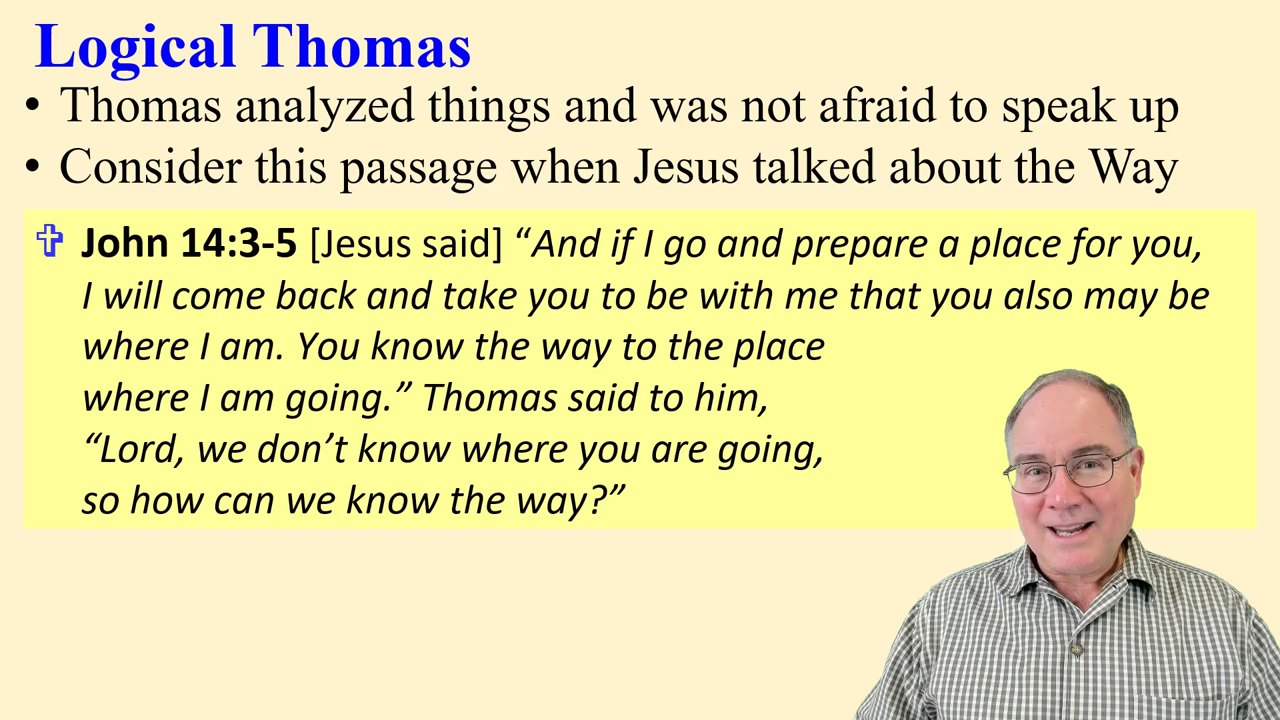 Logical Thomas
• Thomas analyzed things and was not afraid to speak up
• Consider this passage when Jesus talked about the Way
✞ John 14:3-5 [Jesus said] “And if I go and prepare a place for you,
I will come back and take you to be with me that you also may be
where I am. You know the way to the place
where I am going.” Thomas said to him,
“Lord, we don’t know where you are going,
so how can we know the way?”